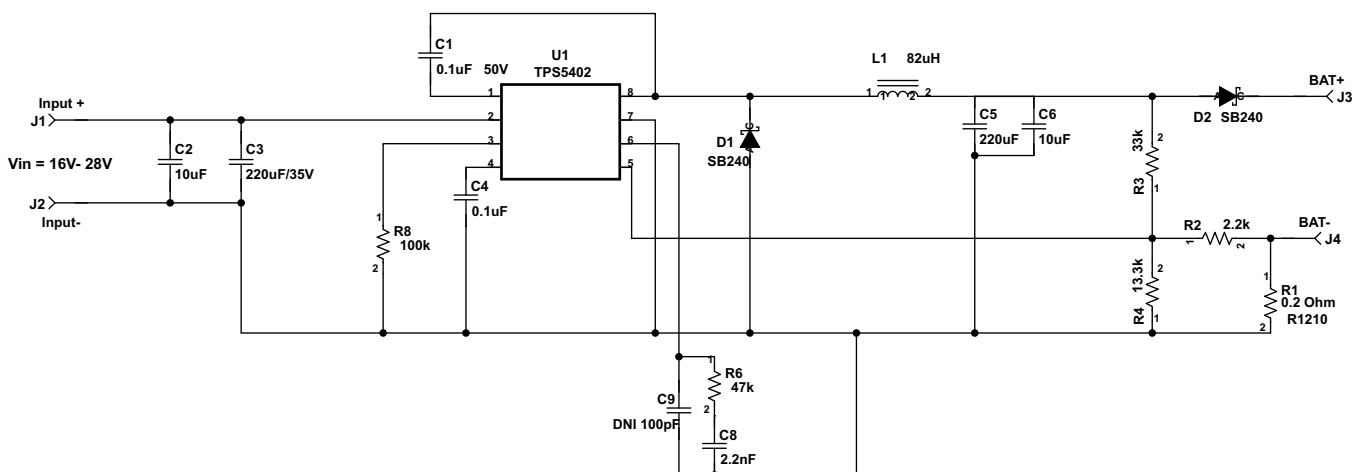 C1
0.1uF 50V
U1
TPS5402
L1 82uH
1 1 2 2
1
2
3
4
8
7
6
5
Input +
J1
Vin = 16V- 28V
J2
Input-
C2
10uF
C3
220uF/35V
C4
0.1uF
1
R8
100k
2
C
D1
A
SB240
C5
220uF
C6
10uF
A C
D2 SB240
BAT+
J3
33k
2
R3
1
R2 2.2k
1 2
BAT-
J4
13.3k
2
R4
1
1
R1
0.2 Ohm
R1210
2
1
R6
47k
2
C9
DNI 100pF
C8
2.2nF